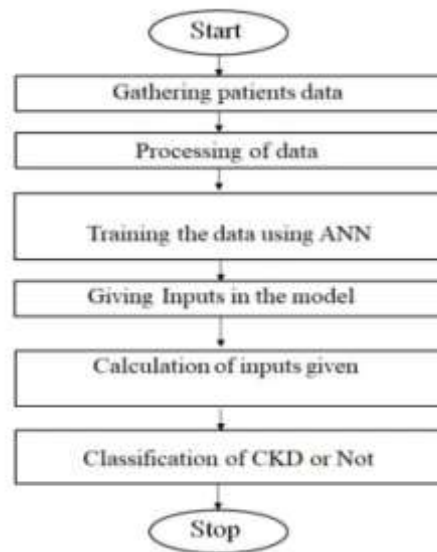 Start
Gathering patients data
Processing of data
Training the data using ANN
Giving Inputs in the model
Calculation of inputs given
Classification of CKD or Not
Stop